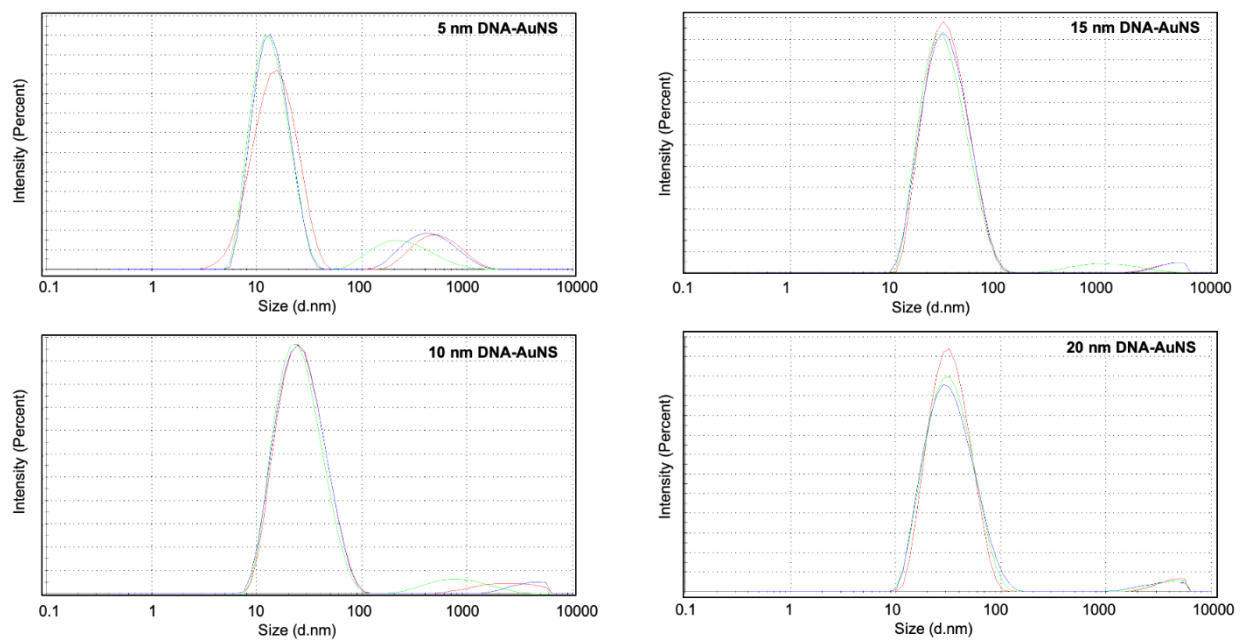 5 nm DNA-AuNS
Intensity (Percent)
0.1 1 10 100 1000 10000
Size (d.nm)
15 nm DNA-AuNS
Intensity (Percent)
0.1 1 10 100 1000 10000
Size (d.nm)
10 nm DNA-AuNS
Intensity (Percent)
0.1 1 10 100 1000 10000
Size (d.nm)
20 nm DNA-AuNS
Intensity (Percent)
0.1 1 10 100 1000 10000
Size (d.nm)